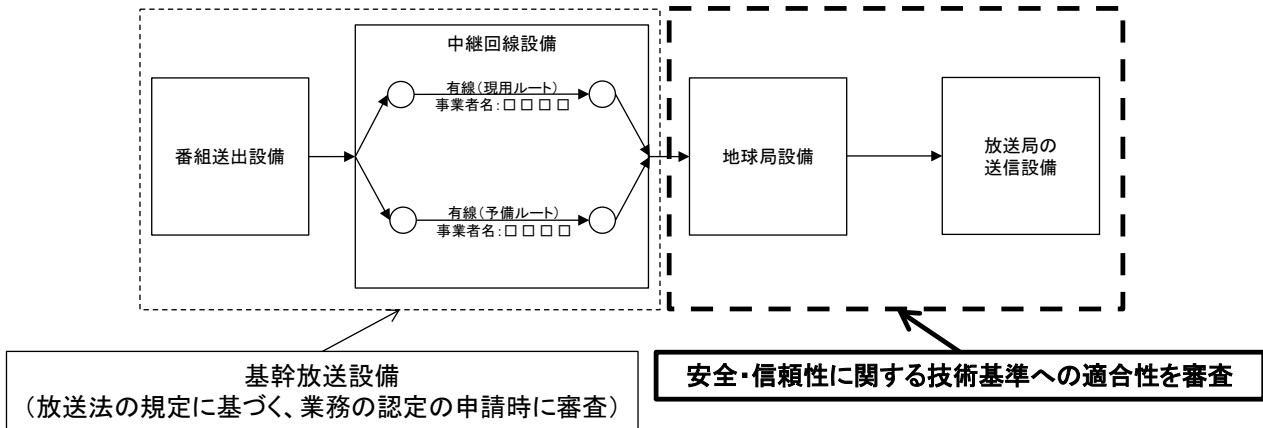 中継回線設備
有線(現用ルート)
事業者名:□□□□
番組送出設備
有線(予備ルート)
事業者名:□□□□
地球局設備
放送局の
送信設備
基幹放送設備
(放送法の規定に基づく、業務の認定の申請時に審査)
安全・信頼性に関する技術基準への適合性を審査